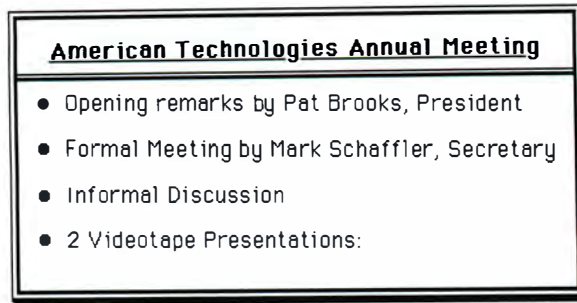 American Technologies Annual Meeting
● Opening remarks by Pat Brooks, President
● Formal Meeting by Mark Schaffler, Secretary
● Informal Discussion
● 2 Videotape Presentations: